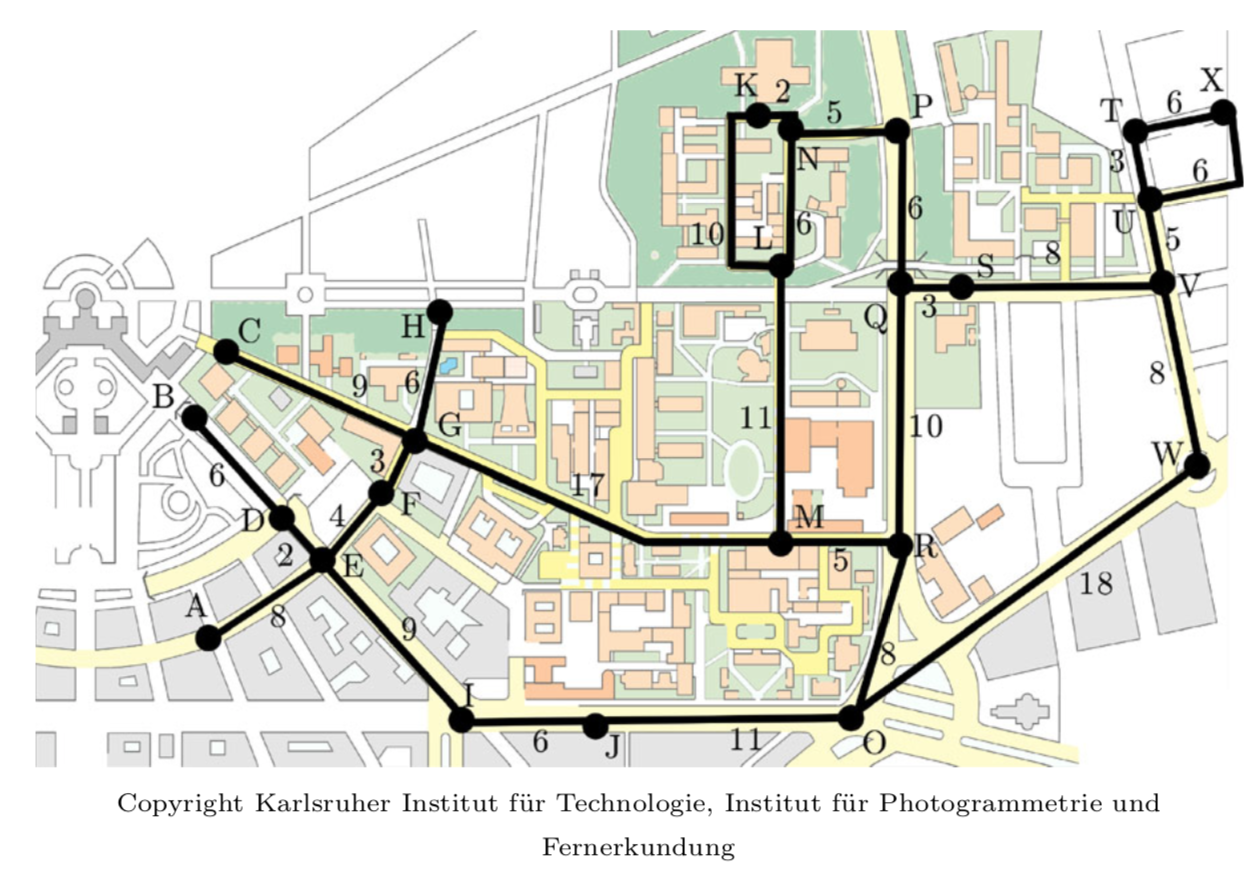 K 2
X
T 6
5 P
N
3
6
U
10 L 6
6
5
8
S
V
Q 3
H
C
9 6
8
B
G
11
10
W
6
3
17
F
D 4
M
R
2 E
5
18
A
8
9
8
I
6 J
11
O
Copyright Karlsruher Institut für Technologie, Institut für Photogrammetrie und
Fernerkundung